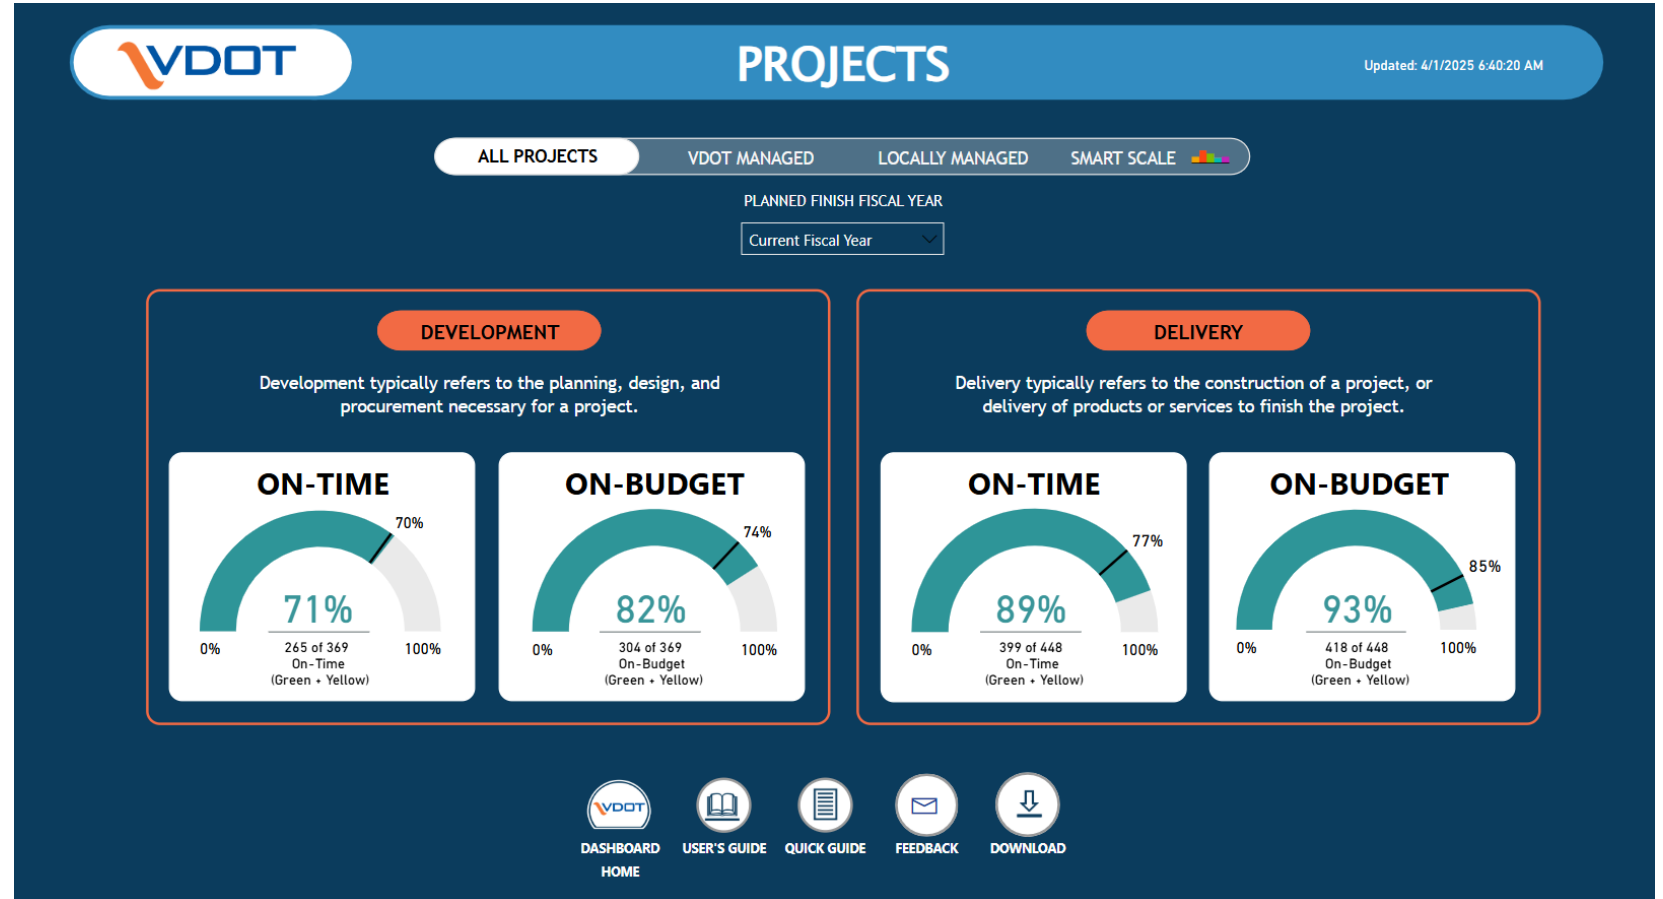 VDOT
PROJECTS
Updated: 4/1/2025 6:40:20 AM
ALL PROJECTS
VDOT MANAGED
LOCALLY MANAGED
SMART SCALE
PLANNED FINISH FISCAL YEAR
Current Fiscal Year
DEVELOPMENT
Development typically refers to the planning, design, and
procurement necessary for a project.
ON-TIME
70%
71%
0%
265 of 369
100%
On-Time
(Green + Yellow)
ON-BUDGET
74%
82%
0%
304 of 369
100%
On-Budget
(Green + Yellow)
DELIVERY
Delivery typically refers to the construction of a project, or
delivery of products or services to finish the project.
ON-TIME
77%
89%
0%
399 of 448
100%
On-Time
(Green + Yellow)
ON-BUDGET
85%
93%
0%
418 of 448
100%
On-Budget
(Green + Yellow)
VDOT
DASHBOARD
HOME
USER'S GUIDE
QUICK GUIDE
FEEDBACK
DOWNLOAD